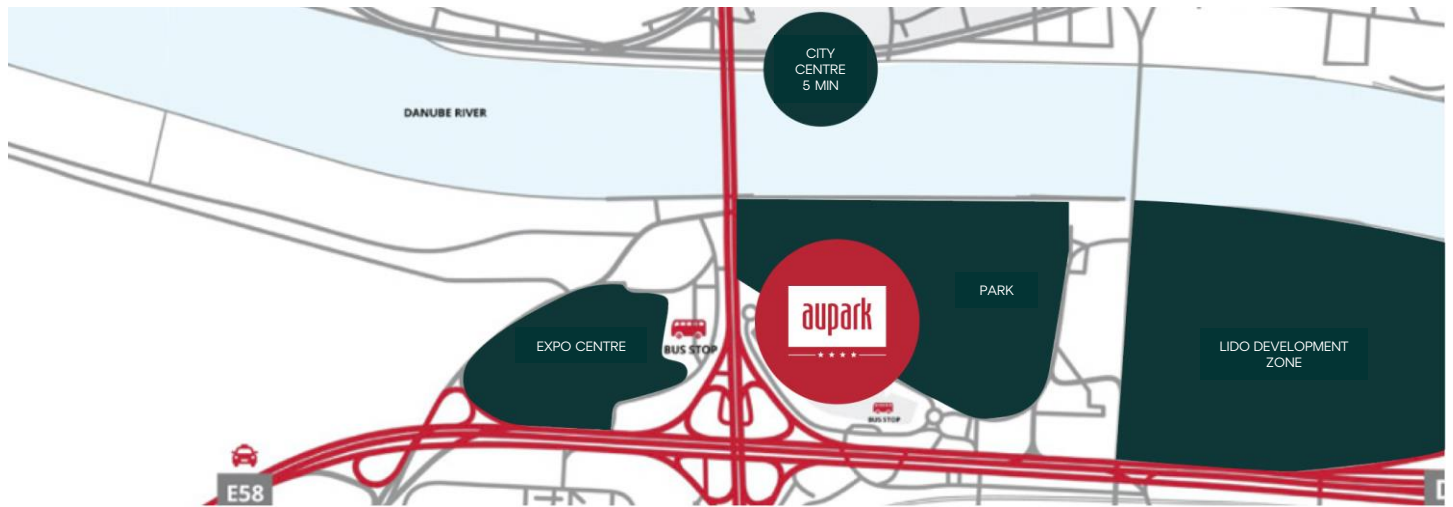 CITY
CENTRE
5 MIN
DANUBE RIVER
PARK
aupark
EXPO CENTRE
BUS STOP
LIDO DEVELOPMENT
ZONE
BUS STOP
E58